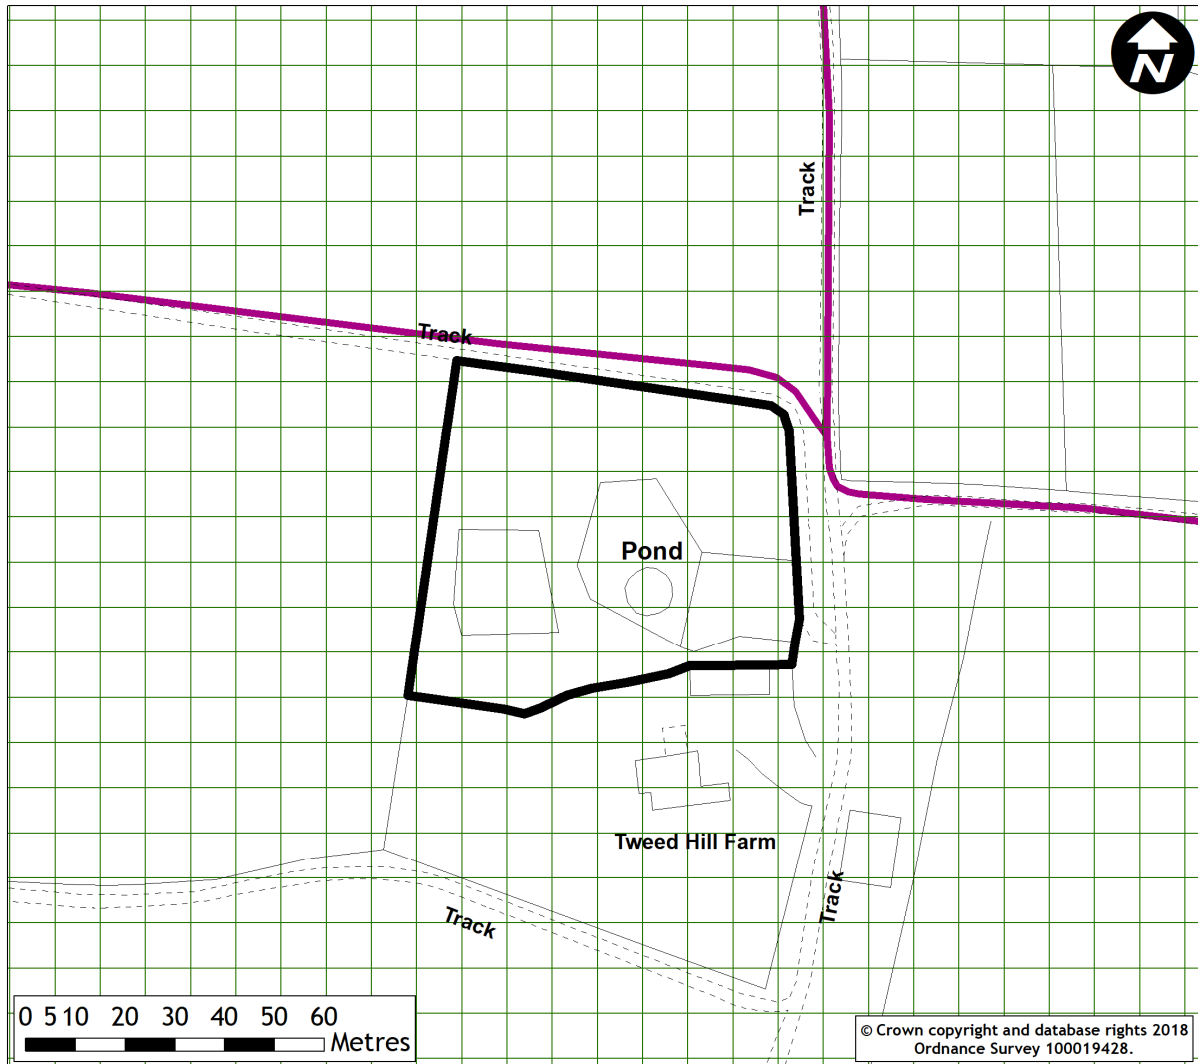 N
Track
Track
Pond
Tweed Hill Farm
Track
Track
0 5 10 20 30 40 50 60
Metres
© Crown copyright and database rights 2018
Ordnance Survey 100019428.